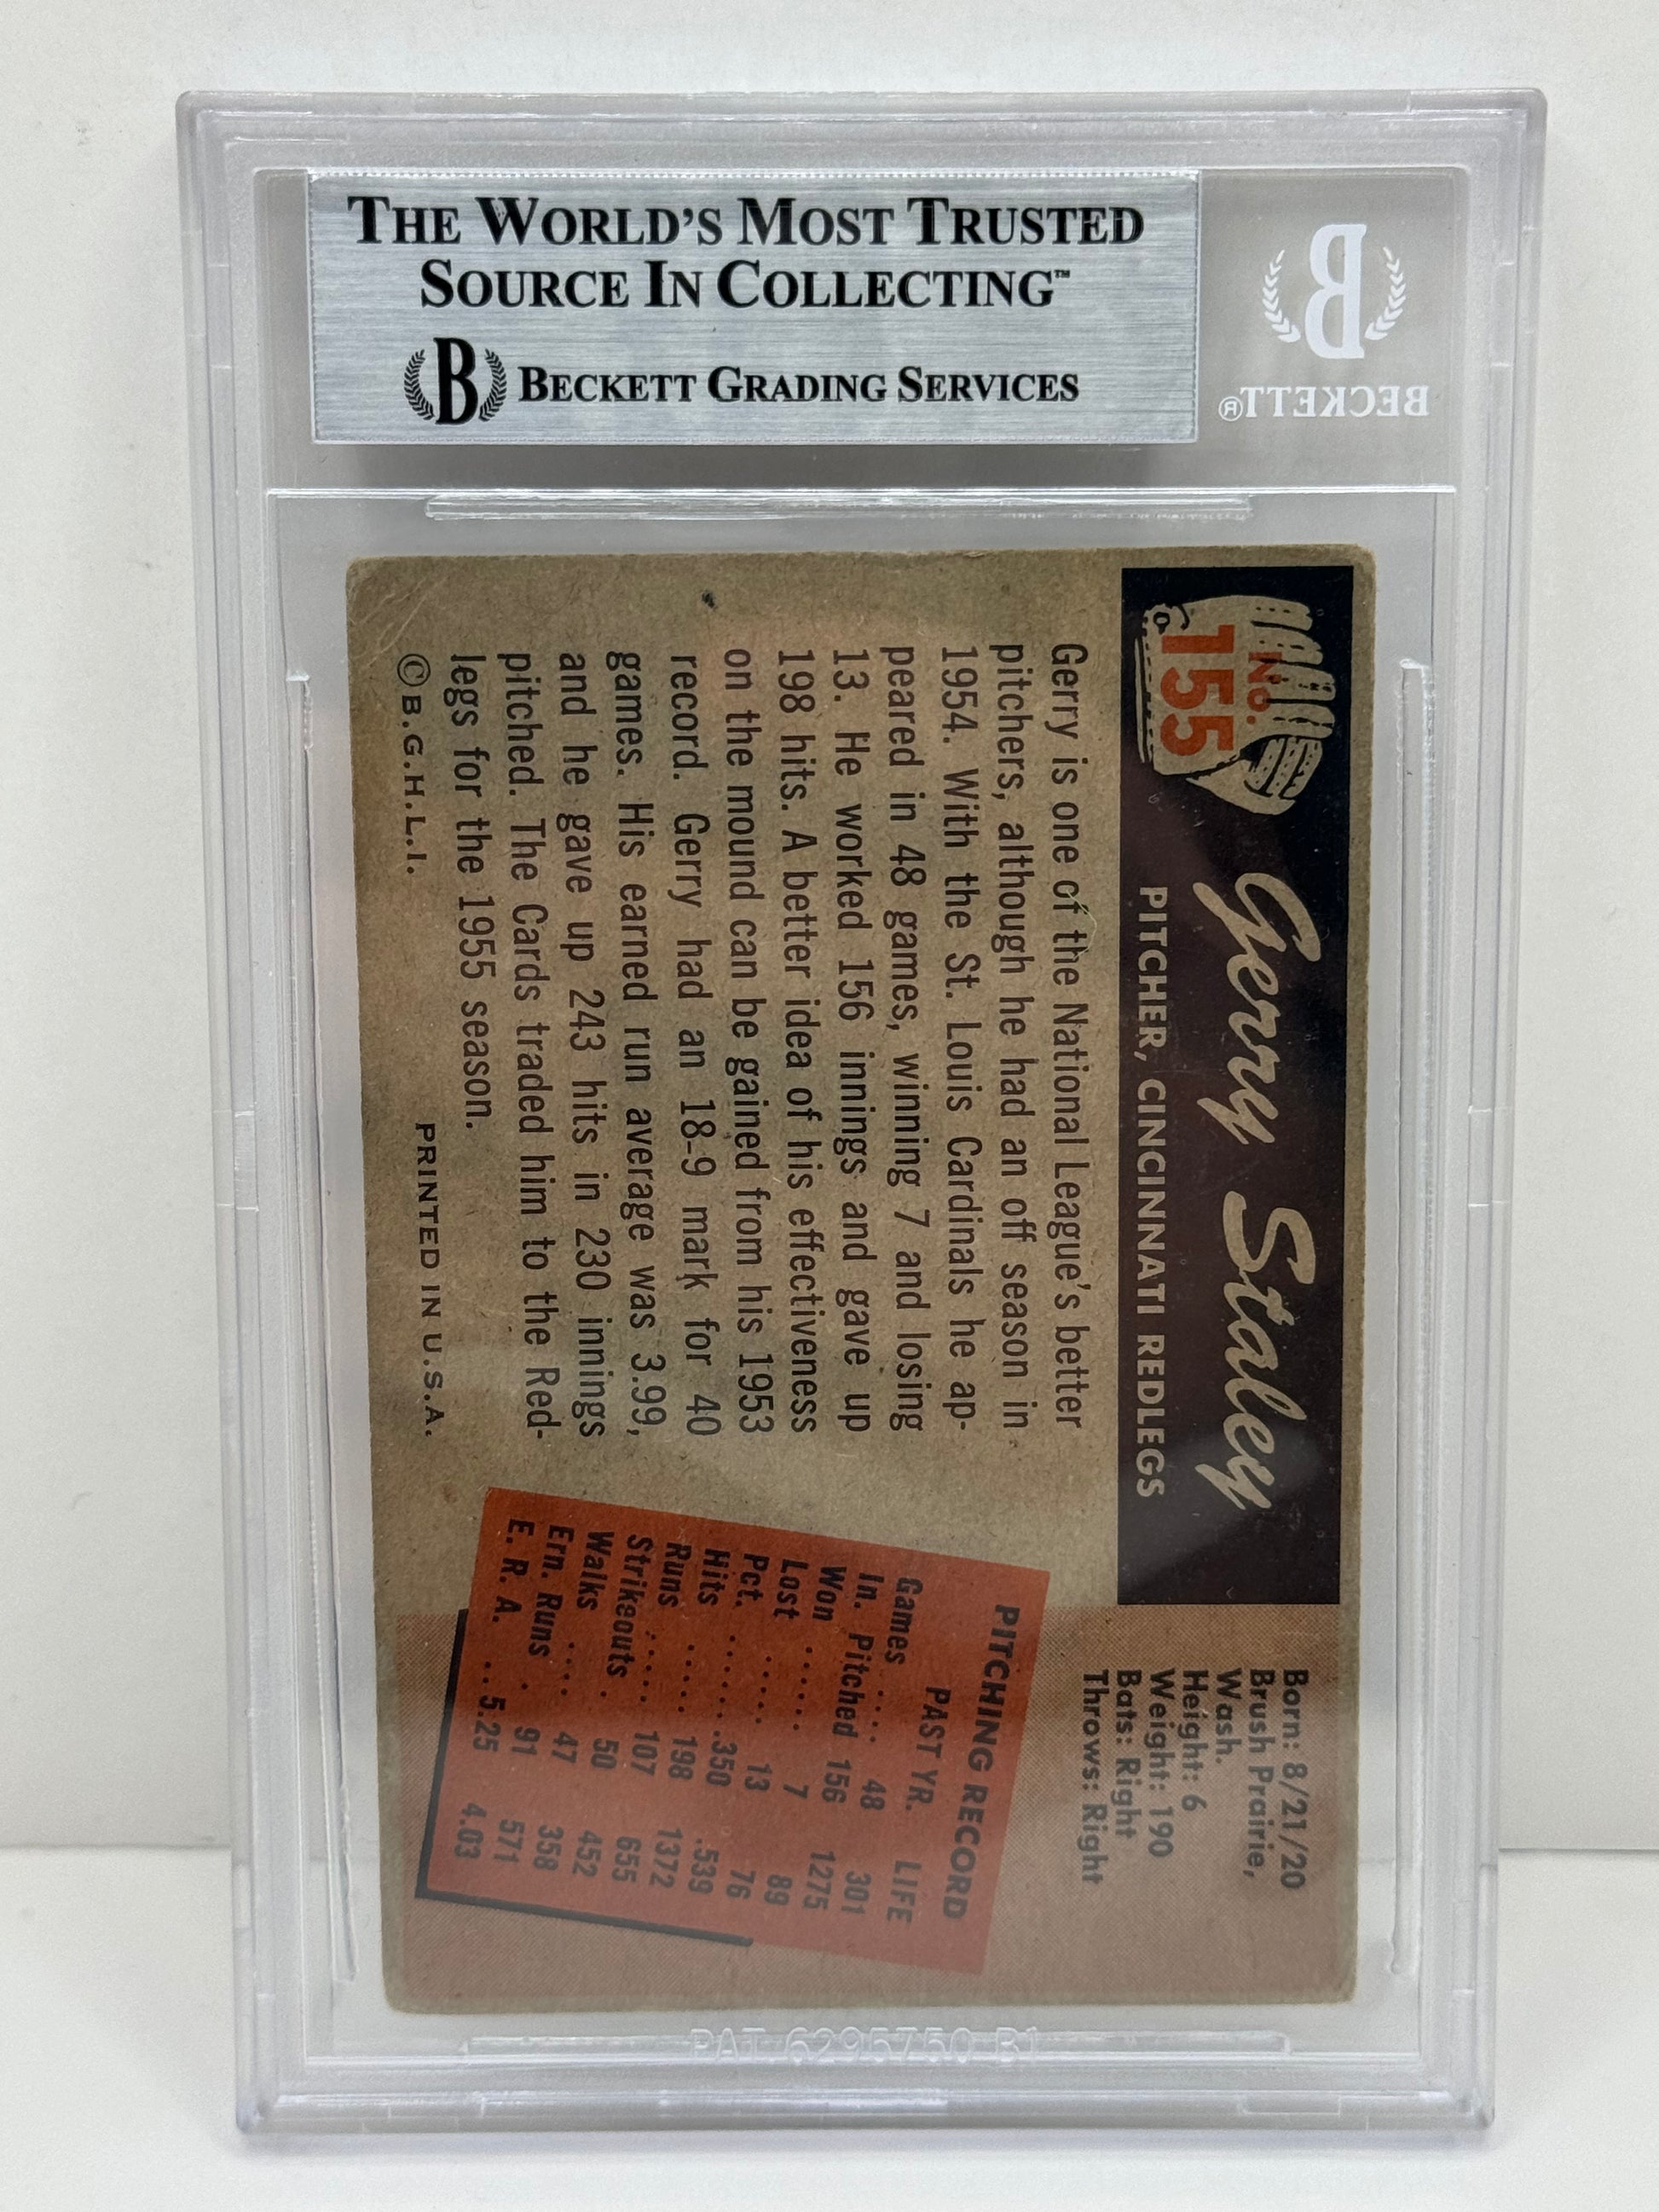 THE WORLD'S MOST TRUSTED
SOURCE IN COLLECTING™
B BECKETT GRADING SERVICES
B
BECKETT®
No.
155
Gerry Staley
PITCHER, CINCINNATI REDLEGS
Gerry is one of the National League's better
pitchers, although he had an off season in
1954. With the St. Louis Cardinals he ap-
peared in 48 games, winning 7 and losing
13. He worked 156 innings and gave up
198 hits. A better idea of his effectiveness
on the mound can be gained from his 1953
record. Gerry had an 18-9 mark for 40
games. His earned run average was 3.99,
and he gave up 243 hits in 230 innings
pitched. The Cards traded him to the Red-
legs for the 1955 season.
© B.G.H.L.I.
PRINTED IN U.S.A.
Born: 8/21/20
Brush Prairie,
Wash.
Height: 6
Weight: 190
Bats: Right
Throws: Right
PITCHING RECORD
PAST YR. LIFE
Games .... 48 301
In. Pitched 156 1275
Won ..... 7 89
Lost ..... 13 76
Pct. .......350 .539
Hits ..... 198 1372
Runs ..... 107 655
Strikeouts . 50 452
Walks .... 47 358
Ern. Runs . 91 571
E. R. A. .. 5.25 4.03
PAT 6295750 B1